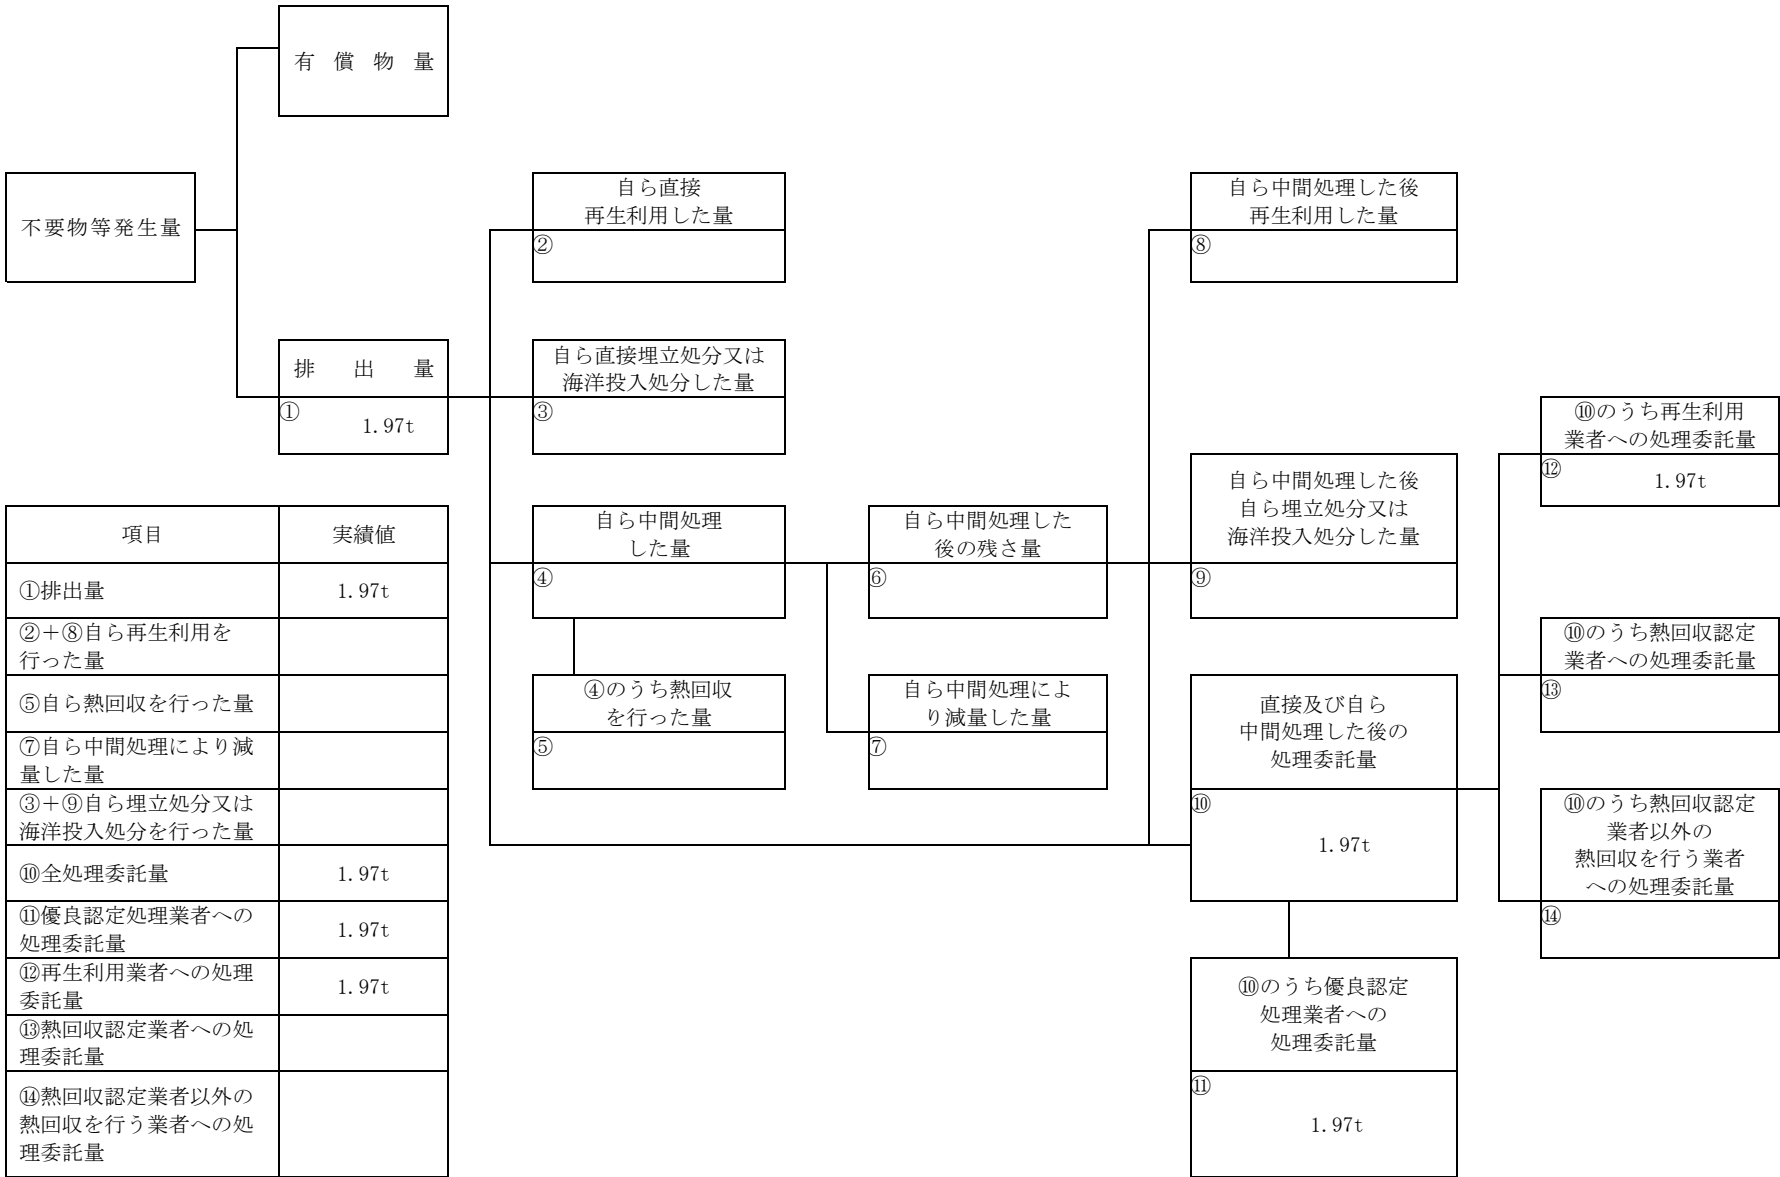 有償物量
不要物等発生量
排出量
①
1.97t
自ら直接
再生利用した量
②
自ら直接埋立処分又は
海洋投入処分した量
③
自ら中間処理
した量
④
④のうち熱回収
を行った量
⑤
自ら中間処理した
後の残さ量
⑥
自ら中間処理によ
り減量した量
⑦
自ら中間処理した後
再生利用した量
⑧
自ら中間処理した後
自ら埋立処分又は
海洋投入処分した量
⑨
直接及び自ら
中間処理した後の
処理委託量
⑩
1.97t
⑩のうち優良認定
処理業者への
処理委託量
⑪
1.97t
⑩のうち再生利用
業者への処理委託量
⑫
1.97t
⑩のうち熱回収認定
業者への処理委託量
⑬
⑩のうち熱回収認定
業者以外の
熱回収を行う業者
への処理委託量
⑭
項目 実績値
①排出量 1.97t
②＋⑧自ら再生利用を
行った量
⑤自ら熱回収を行った量
⑦自ら中間処理により減
量した量
③＋⑨自ら埋立処分又は
海洋投入処分を行った量
⑩全処理委託量 1.97t
⑪優良認定処理業者への
処理委託量 1.97t
⑫再生利用業者への処理
委託量 1.97t
⑬熱回収認定業者への処
理委託量
⑭熱回収認定業者以外の
熱回収を行う業者への処
理委託量